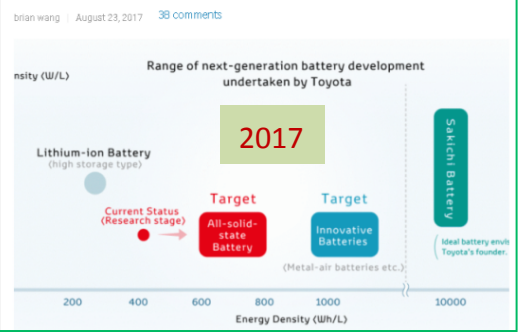 brian wang | August 23, 2017 38 comments
nsity (W/L)
Range of next-generation battery development
undertaken by Toyota
2017
Lithium-ion Battery
(high storage type)
Sakichi Battery
Target
Target
Current Status
(Research stage)
All-solid-
state
Battery
Innovative
Batteries
Ideal battery
Toyota's founder.
(Metal-air batteries etc.)
200 400 600 800 1000 10000
Energy Density (Wh/L)